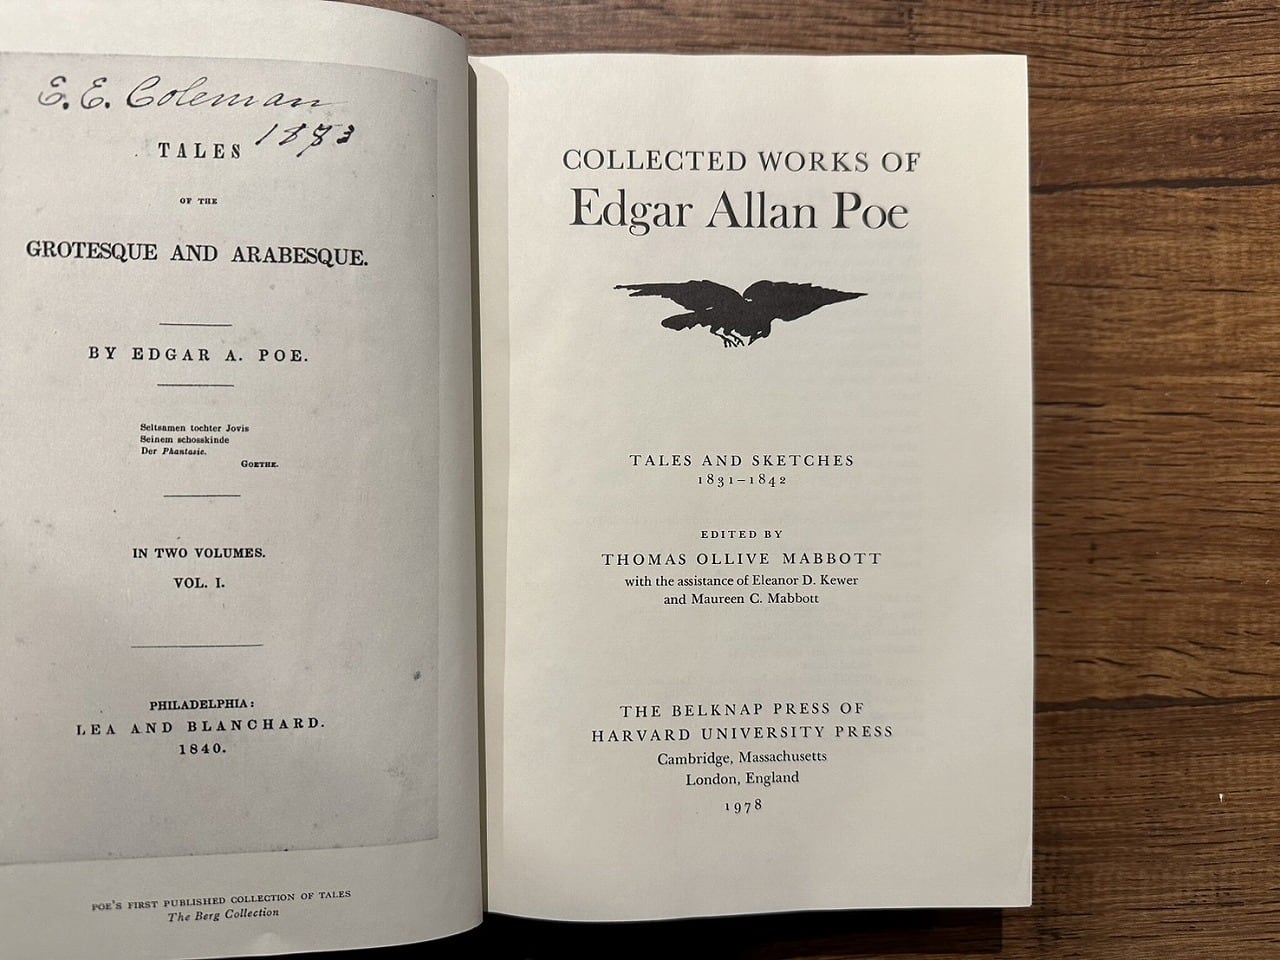 E. E. Coleman
1883
TALES
OF THE
GROTESQUE AND ARABESQUE.
BY EDGAR A. POE.
Seltsamen tochter Jovis
Seinem schosskinde
Der Phantasie.
GOETHE.
IN TWO VOLUMES.
VOL. I.
PHILADELPHIA:
LEA AND BLANCHARD.
1840.
POE'S FIRST PUBLISHED COLLECTION OF TALES
The Berg Collection
COLLECTED WORKS OF
Edgar Allan Poe
TALES AND SKETCHES
1831–1842
EDITED BY
THOMAS OLLIVE MABBOTT
with the assistance of Eleanor D. Kewer
and Maureen C. Mabbott
THE BELKNAP PRESS OF
HARVARD UNIVERSITY PRESS
Cambridge, Massachusetts
London, England
1978